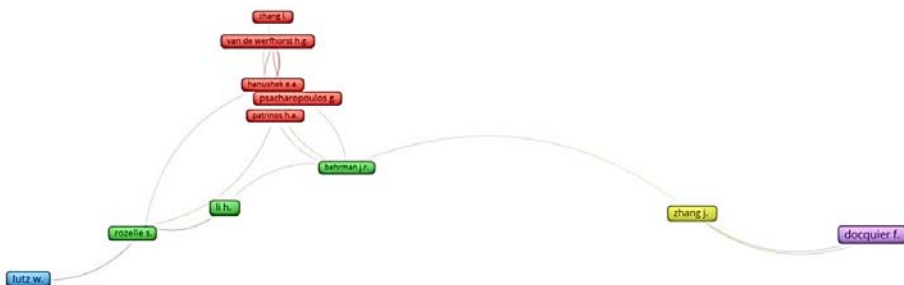 zhang l.
van de werfhorst h.g.
hanushek e.a.
psacharopoulos g.
patrinos h.a.
behrman j.r.
li h.
zhang j.
rozelle s.
docquier f.
lutz w.